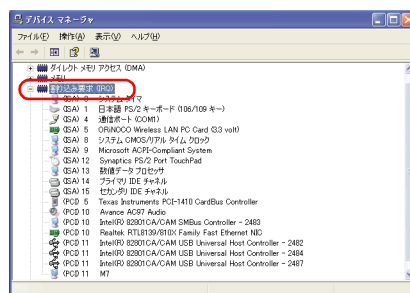 デバイス マネージャ
ファイル(F) 操作(A) 表示(V) ヘルプ(H)
ダイレクト メモリ アクセス (DMA)
メモリ
割り込み要求 (IRQ)
(ISA) 0 システム タイマ
(ISA) 1 日本語 PS/2 キーボード (106/109 キー)
(ISA) 4 通信ポート (COM1)
(ISA) 5 ORiNOCO Wireless LAN PC Card (3.3 volt)
(ISA) 8 システム CMOS/リアル タイム クロック
(ISA) 9 Microsoft ACPI-Compliant System
(ISA) 12 Synaptics PS/2 Port TouchPad
(ISA) 13 数値データ プロセッサ
(ISA) 14 プライマリ IDE チャネル
(ISA) 15 セカンダリ IDE チャネル
(PCI) 5 Texas Instruments PCI-1410 CardBus Controller
(PCI) 10 Avance AC97 Audio
(PCI) 10 Intel(R) 82801CA/CAM SMBus Controller - 2483
(PCI) 10 Realtek RTL8139/810X Family Fast Ethernet NIC
(PCI) 11 Intel(R) 82801CA/CAM USB Universal Host Controller - 2482
(PCI) 11 Intel(R) 82801CA/CAM USB Universal Host Controller - 2484
(PCI) 11 Intel(R) 82801CA/CAM USB Universal Host Controller - 2487
(PCI) 11 M7